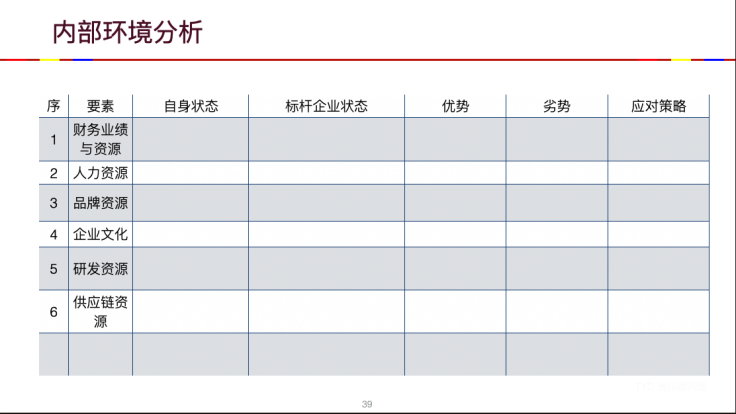 内部环境分析
序 要素 自身状态 标杆企业状态 优势 劣势 应对策略
1 财务业绩
与资源
2 人力资源
3 品牌资源
4 企业文化
5 研发资源
6 供应链资
源
39